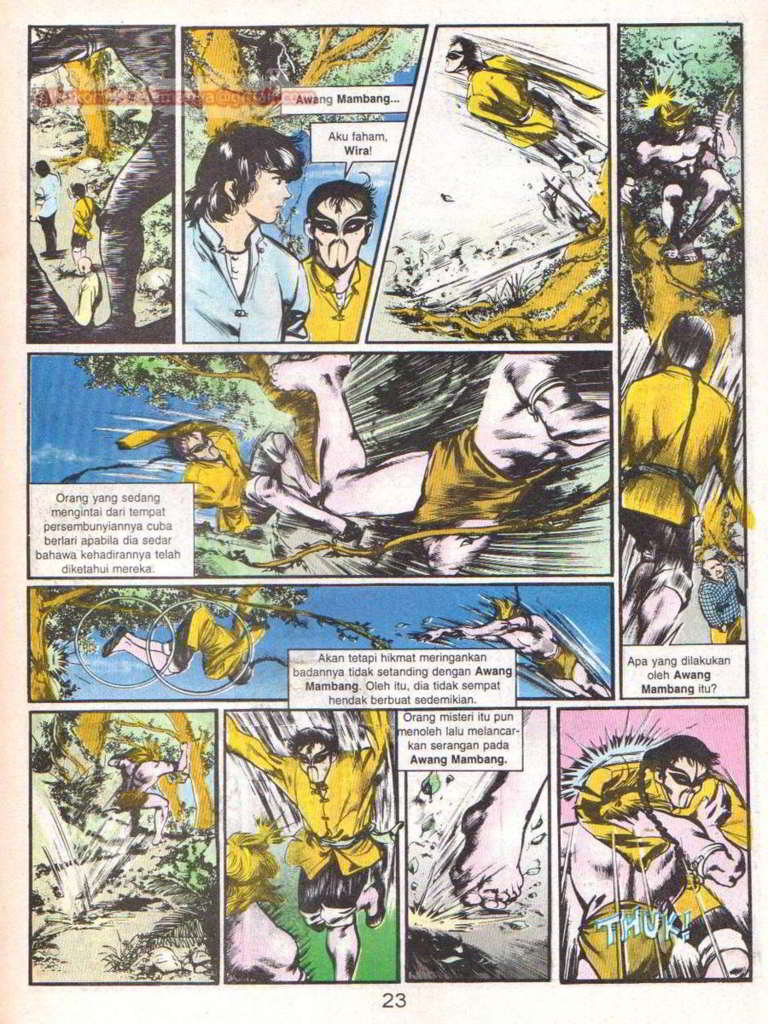 Awang Mambang...
Aku faham,
Wira!
Orang yang sedang
mengintai dari tempat
persembunyiannya cuba
berlari apabila dia sedar
bahawa kehadirannya telah
diketahui mereka.
Apa yang dilakukan
oleh Awang
Mambang itu?
Akan tetapi hikmat meringankan
badannya tidak setanding dengan Awang
Mambang. Oleh itu, dia tidak sempat
hendak berbuat sedemikian.
Orang misteri itu pun
menoleh lalu melancar-
kan serangan pada
Awang Mambang.
THUK!
23